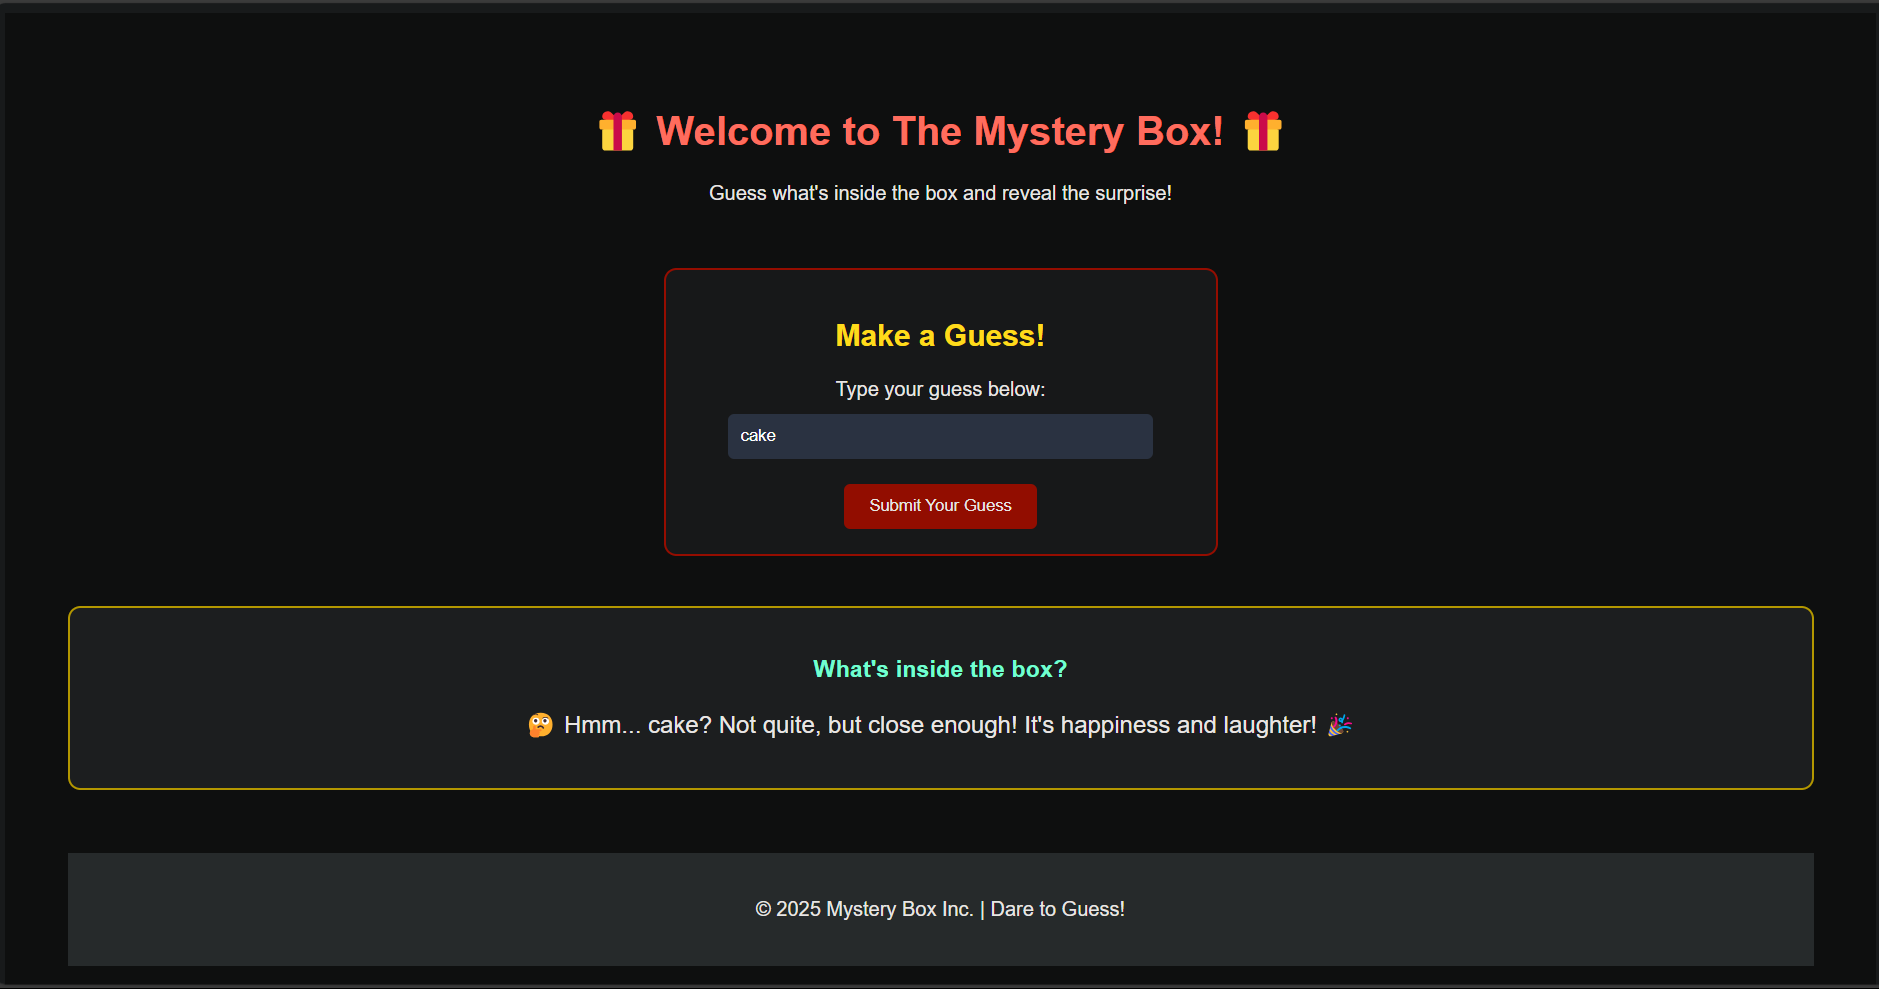 🎁 Welcome to The Mystery Box! 🎁
Guess what's inside the box and reveal the surprise!
Make a Guess!
Type your guess below:
cake
Submit Your Guess
What's inside the box?
🤔 Hmm... cake? Not quite, but close enough! It's happiness and laughter! 🎉
© 2025 Mystery Box Inc. | Dare to Guess!